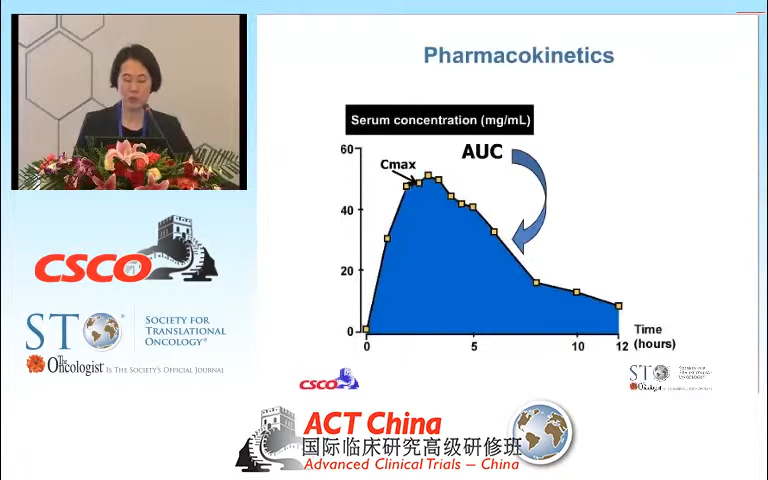 Pharmacokinetics
Serum concentration (mg/mL)
60
40
20
0
Cmax
AUC
0
5
10
12
Time
(hours)
CSCO
STO
SOCIETY FOR
TRANSLATIONAL
ONCOLOGY®
The Oncologist® IS THE SOCIETY'S OFFICIAL JOURNAL
CSCO
STO
ACT China
国际临床研究高级研修班
Advanced Clinical Trials – China